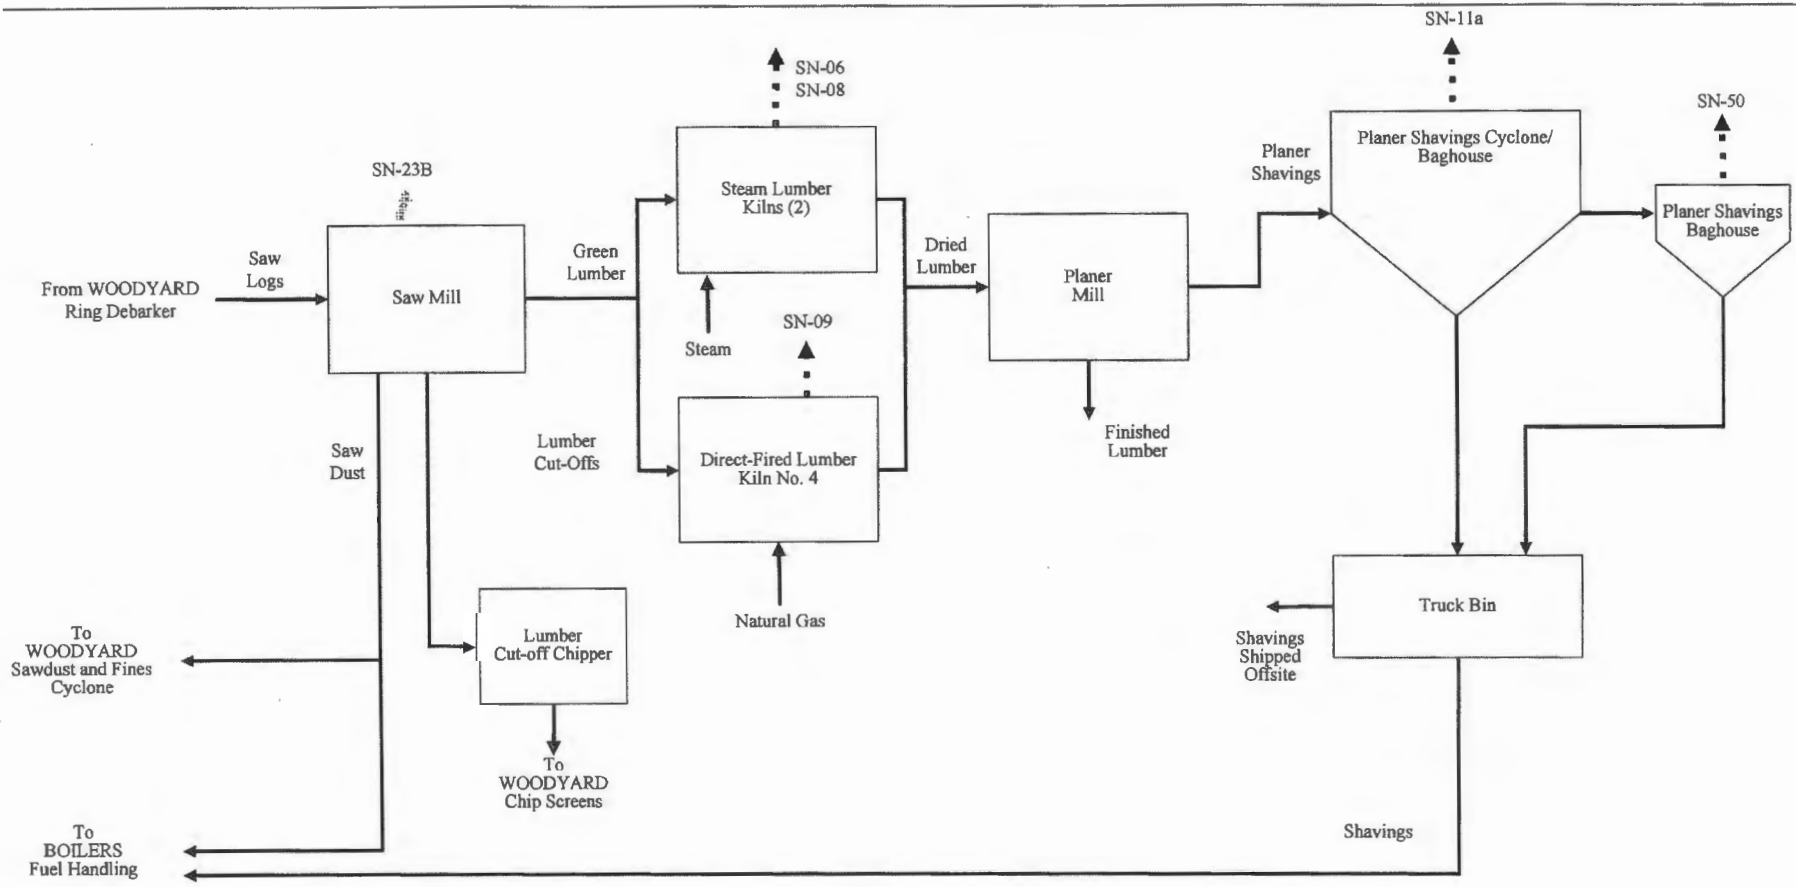 SN-11a
SN-06
SN-08
SN-50
Planer Shavings Cyclone/
Baghouse
Planer
Shavings
SN-23B
Steam Lumber
Kilns (2)
Planer Shavings
Baghouse
Green
Lumber
Dried
Lumber
Saw
Logs
From WOODYARD
Ring Debarker
Saw Mill
Planer
Mill
SN-09
Steam
Finished
Lumber
Lumber
Cut-Offs
Saw
Dust
Direct-Fired Lumber
Kiln No. 4
Natural Gas
Truck Bin
To
WOODYARD
Sawdust and Fines
Cyclone
Lumber
Cut-off Chipper
Shavings
Shipped
Offsite
To
WOODYARD
Chip Screens
To
BOILERS
Fuel Handling
Shavings